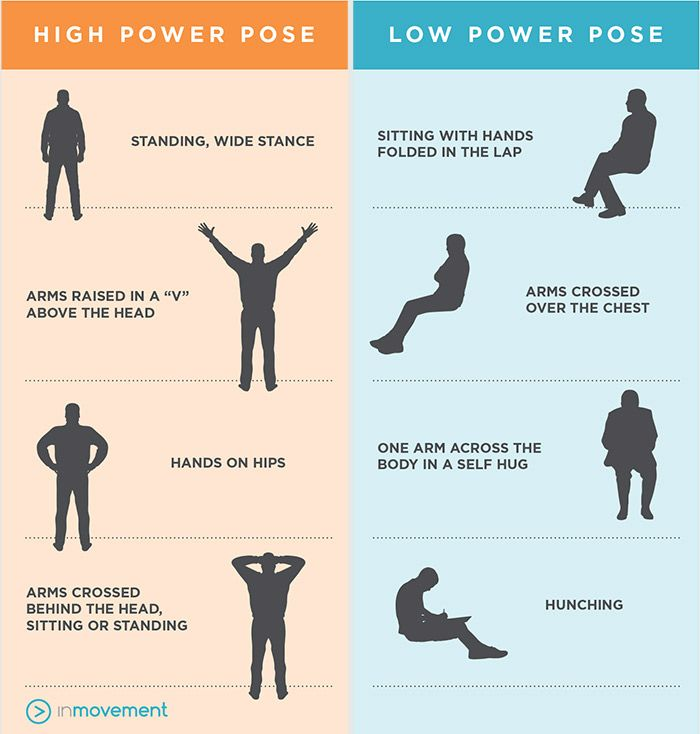 HIGH POWER POSE
STANDING, WIDE STANCE
ARMS RAISED IN A “V”
ABOVE THE HEAD
HANDS ON HIPS
ARMS CROSSED
BEHIND THE HEAD,
SITTING OR STANDING
inmovement
LOW POWER POSE
SITTING WITH HANDS
FOLDED IN THE LAP
ARMS CROSSED
OVER THE CHEST
ONE ARM ACROSS THE
BODY IN A SELF HUG
HUNCHING